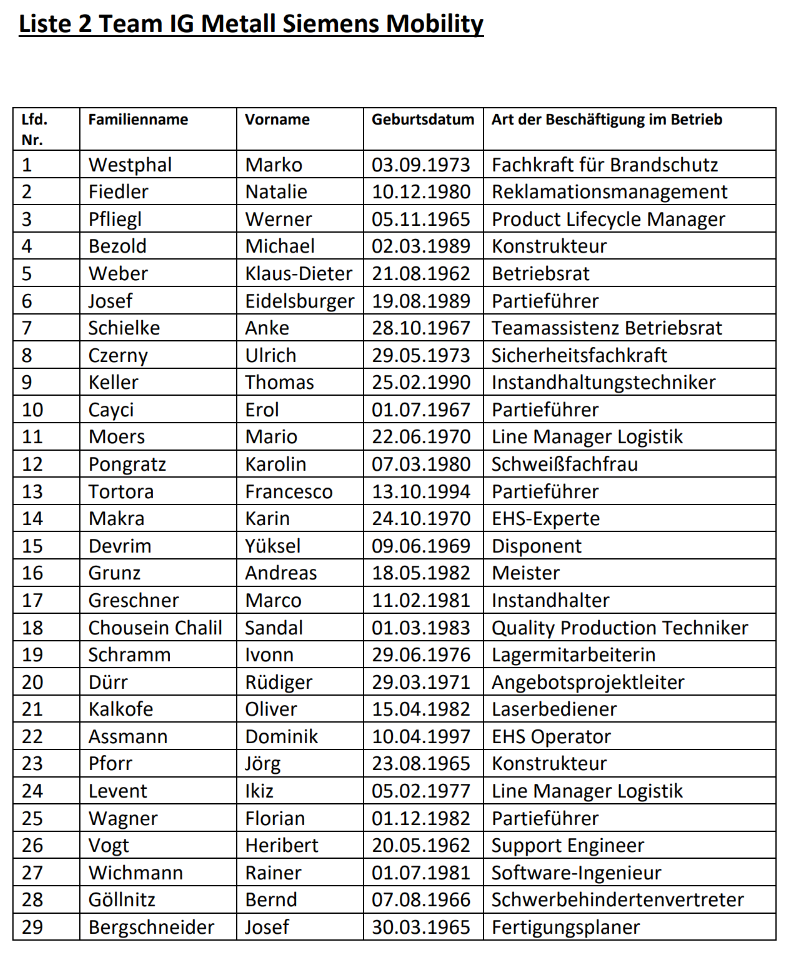 Liste 2 Team IG Metall Siemens Mobility
Lfd. Nr. Familienname Vorname Geburtsdatum Art der Beschäftigung im Betrieb
1 Westphal Marko 03.09.1973 Fachkraft für Brandschutz
2 Fiedler Natalie 10.12.1980 Reklamationsmanagement
3 Pfliegl Werner 05.11.1965 Product Lifecycle Manager
4 Bezold Michael 02.03.1989 Konstrukteur
5 Weber Klaus-Dieter 21.08.1962 Betriebsrat
6 Josef Eidelsburger 19.08.1989 Partieführer
7 Schielke Anke 28.10.1967 Teamassistenz Betriebsrat
8 Czerny Ulrich 29.05.1973 Sicherheitsfachkraft
9 Keller Thomas 25.02.1990 Instandhaltungstechniker
10 Cayci Erol 01.07.1967 Partieführer
11 Moers Mario 22.06.1970 Line Manager Logistik
12 Pongratz Karolin 07.03.1980 Schweißfachfrau
13 Tortora Francesco 13.10.1994 Partieführer
14 Makra Karin 24.10.1970 EHS-Experte
15 Devrim Yüksel 09.06.1969 Disponent
16 Grunz Andreas 18.05.1982 Meister
17 Greschner Marco 11.02.1981 Instandhalter
18 Chousein Chalil Sandal 01.03.1983 Quality Production Techniker
19 Schramm Ivonn 29.06.1976 Lagermitarbeiterin
20 Dürr Rüdiger 29.03.1971 Angebotsprojektleiter
21 Kalkofe Oliver 15.04.1982 Laserbediener
22 Assmann Dominik 10.04.1997 EHS Operator
23 Pforr Jörg 23.08.1965 Konstrukteur
24 Levent Ikiz 05.02.1977 Line Manager Logistik
25 Wagner Florian 01.12.1982 Partieführer
26 Vogt Heribert 20.05.1962 Support Engineer
27 Wichmann Rainer 01.07.1981 Software-Ingenieur
28 Göllnitz Bernd 07.08.1966 Schwerbehindertenvertreter
29 Bergschneider Josef 30.03.1965 Fertigungsplaner